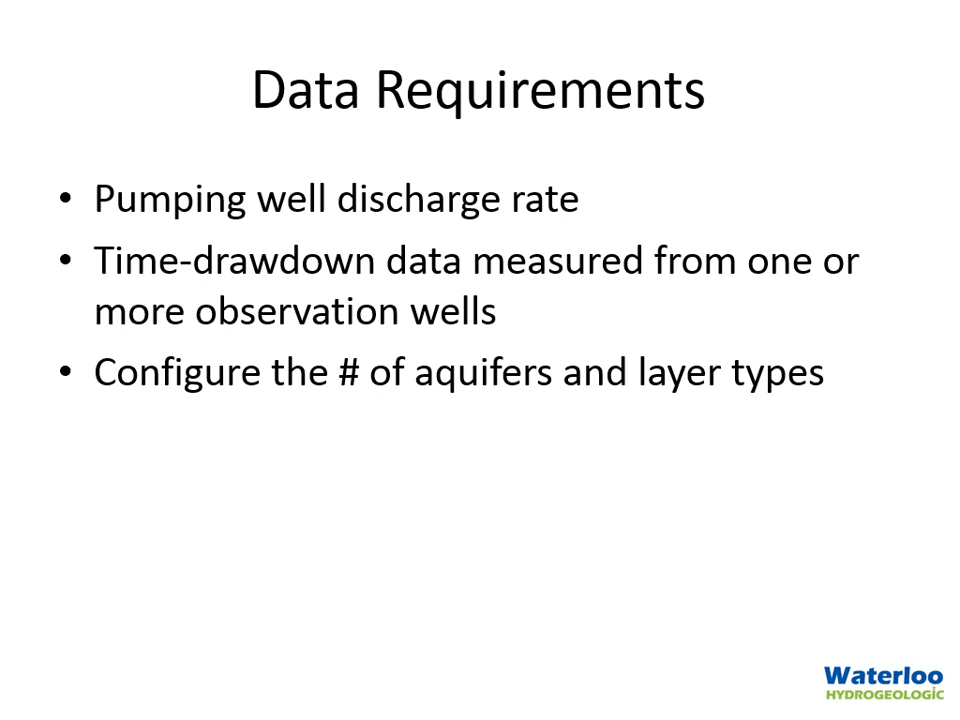 Data Requirements
• Pumping well discharge rate
• Time-drawdown data measured from one or
more observation wells
• Configure the # of aquifers and layer types
Waterloo
HYDROGEOLOGIC